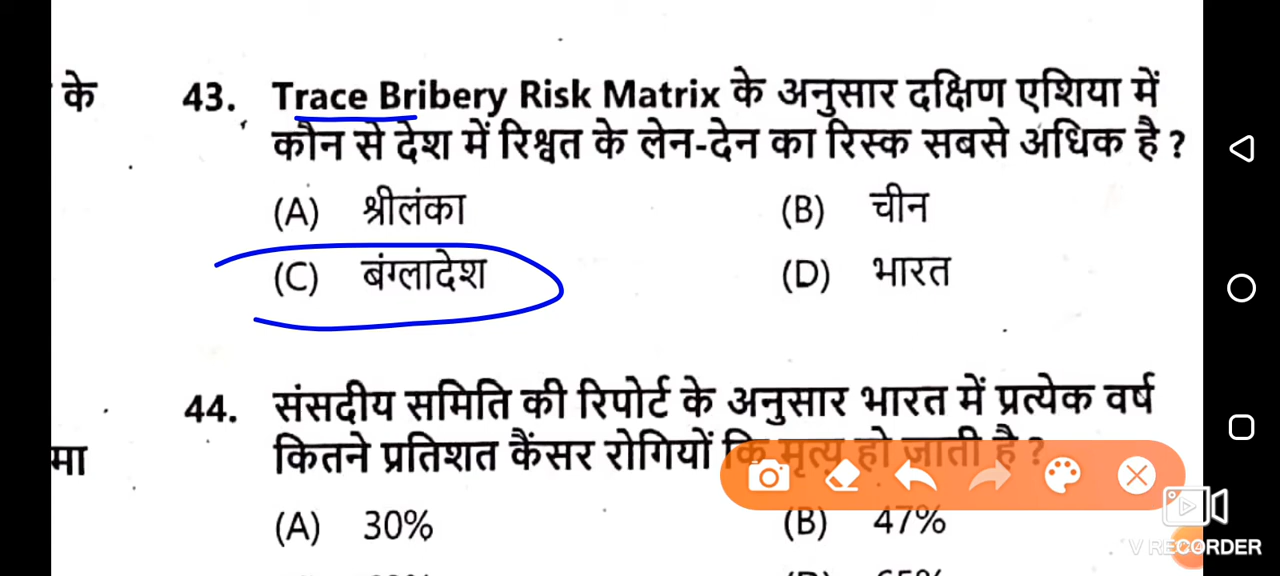 के
43. Trace Bribery Risk Matrix के अनुसार दक्षिण एशिया में
कौन से देश में रिश्वत के लेन-देन का रिस्क सबसे अधिक है ?
(A) श्रीलंका (B) चीन
(C) बंग्लादेश (D) भारत
44. संसदीय समिति की रिपोर्ट के अनुसार भारत में प्रत्येक वर्ष
मा
कितने प्रतिशत कैंसर रोगियों कि मृत्यु हो जाती है ?
(A) 30% (B) 47%
V RECORDER